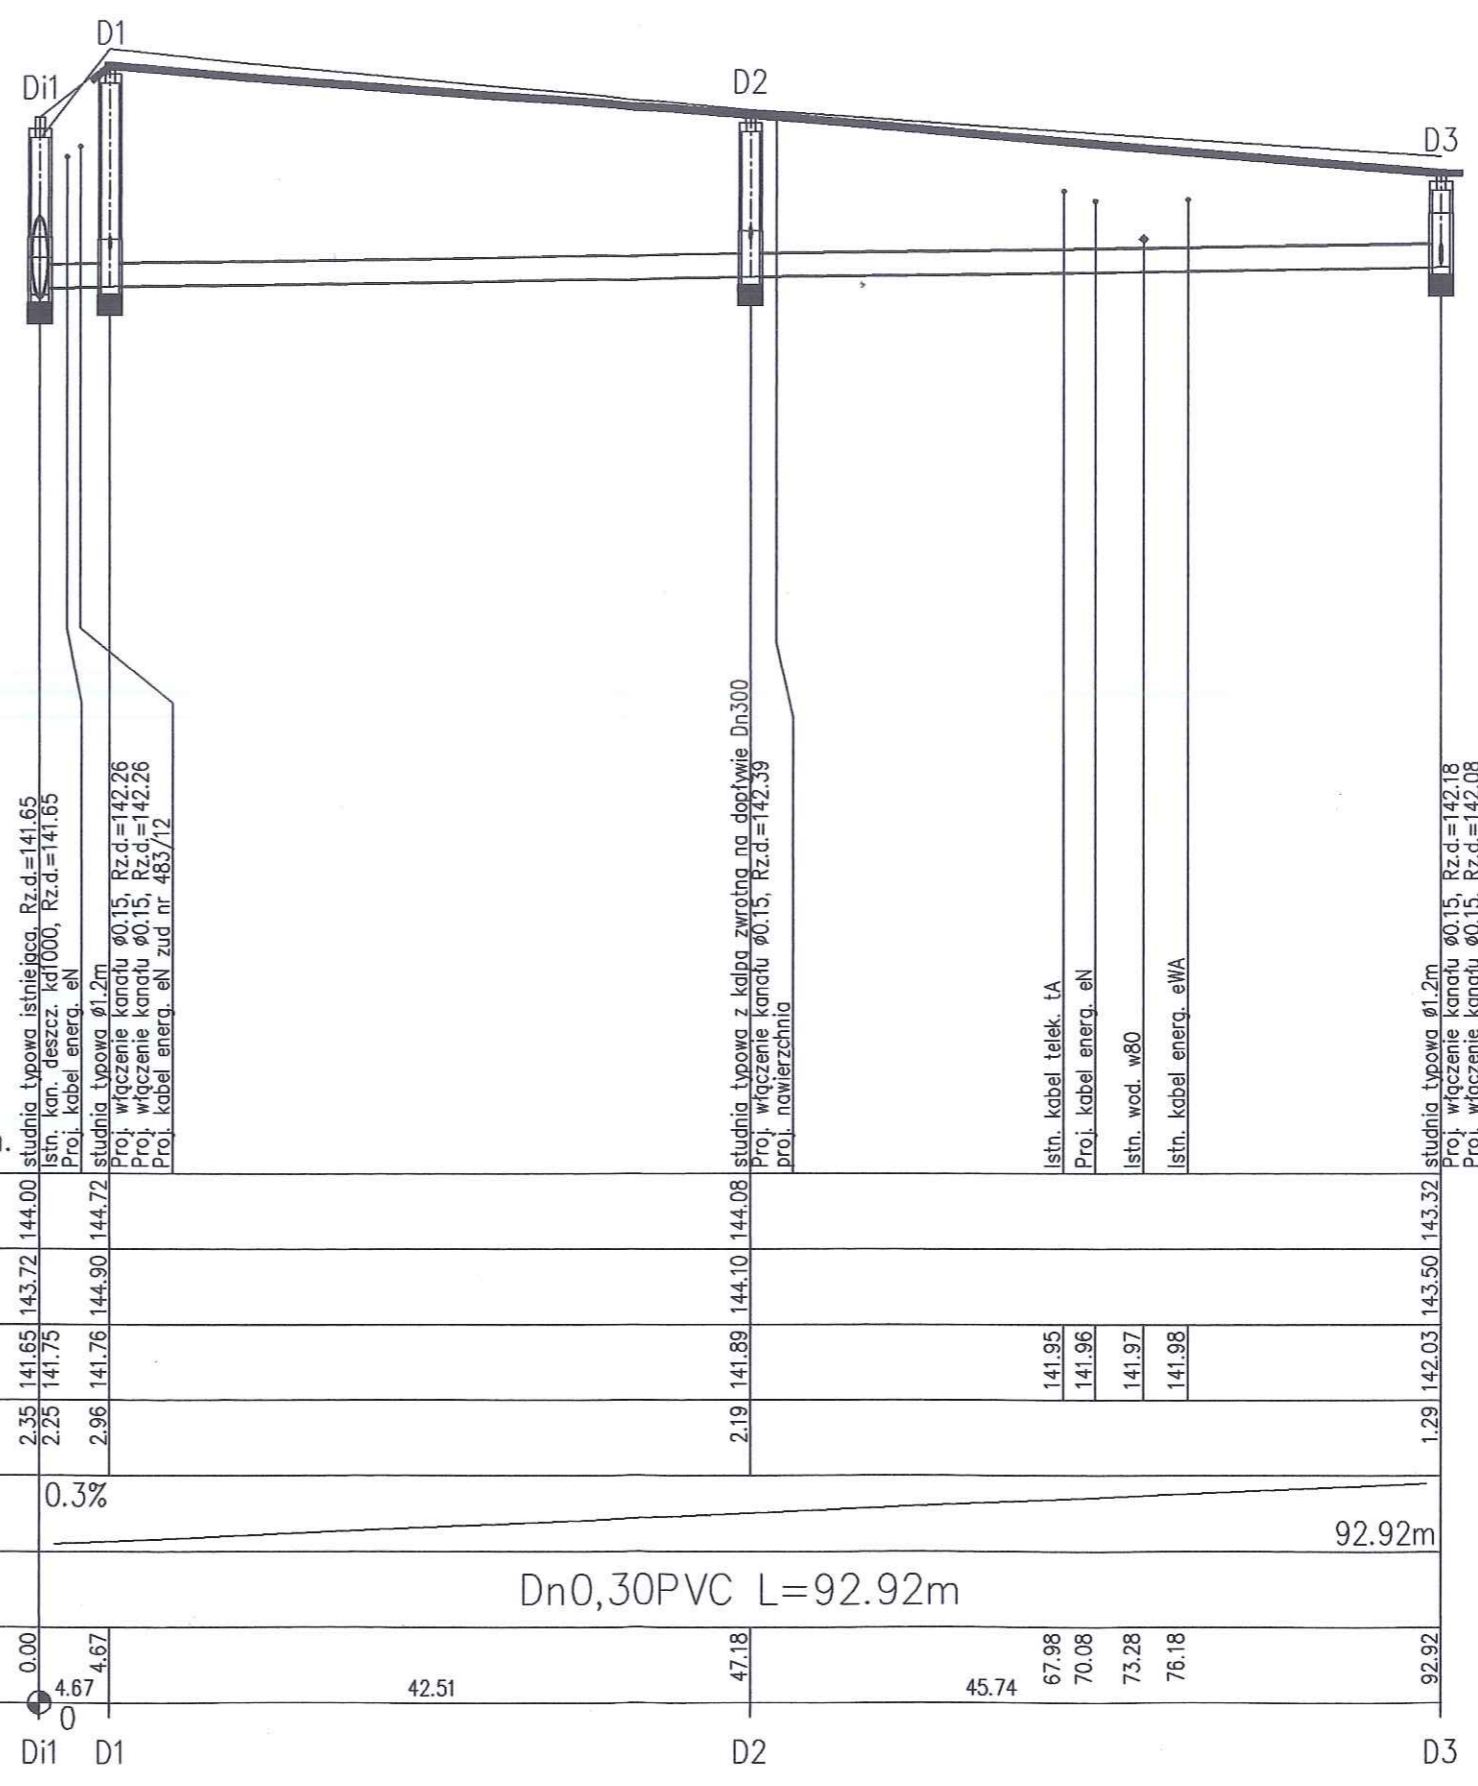 D1
Di1
D2
D3
studnia typowa istniejąca, Rz.d.=141.65
Istn. kan. deszcz. kd1000, Rz.d.=141.65
Proj. kabel energ. eN
studnia typowa ø1.2m
Proj. włączenie kanału ø0.15, Rz.d.=142.26
Proj. włączenie kanału ø0.15, Rz.d.=142.26
Proj. kabel energ. eN zud nr 483/12
studnia typowa z kalpą zwrotną na dopływie Dn300
Proj. włączenie kanału ø0.15, Rz.d.=142.39
proj. nawierzchnia
Istn. kabel telek. tA
Proj. kabel energ. eN
Istn. wod. w80
Istn. kabel energ. eWA
studnia typowa ø1.2m
Proj. włączenie kanału ø0.15, Rz.d.=142.18
Proj. włączenie kanału ø0.15, Rz.d.=142.08
144.00 144.72 144.08 143.32
143.72 144.90 144.10 143.50
141.65 141.75 141.76 141.89 141.95 141.96 141.97 141.98 142.03
2.35 2.25 2.96 2.19 1.29
0.3%
92.92m
Dn0,30PVC L=92.92m
0.00 4.67 47.18 67.98 70.08 73.28 76.18 92.92
4.67 42.51 45.74
0
Di1 D1 D2 D3